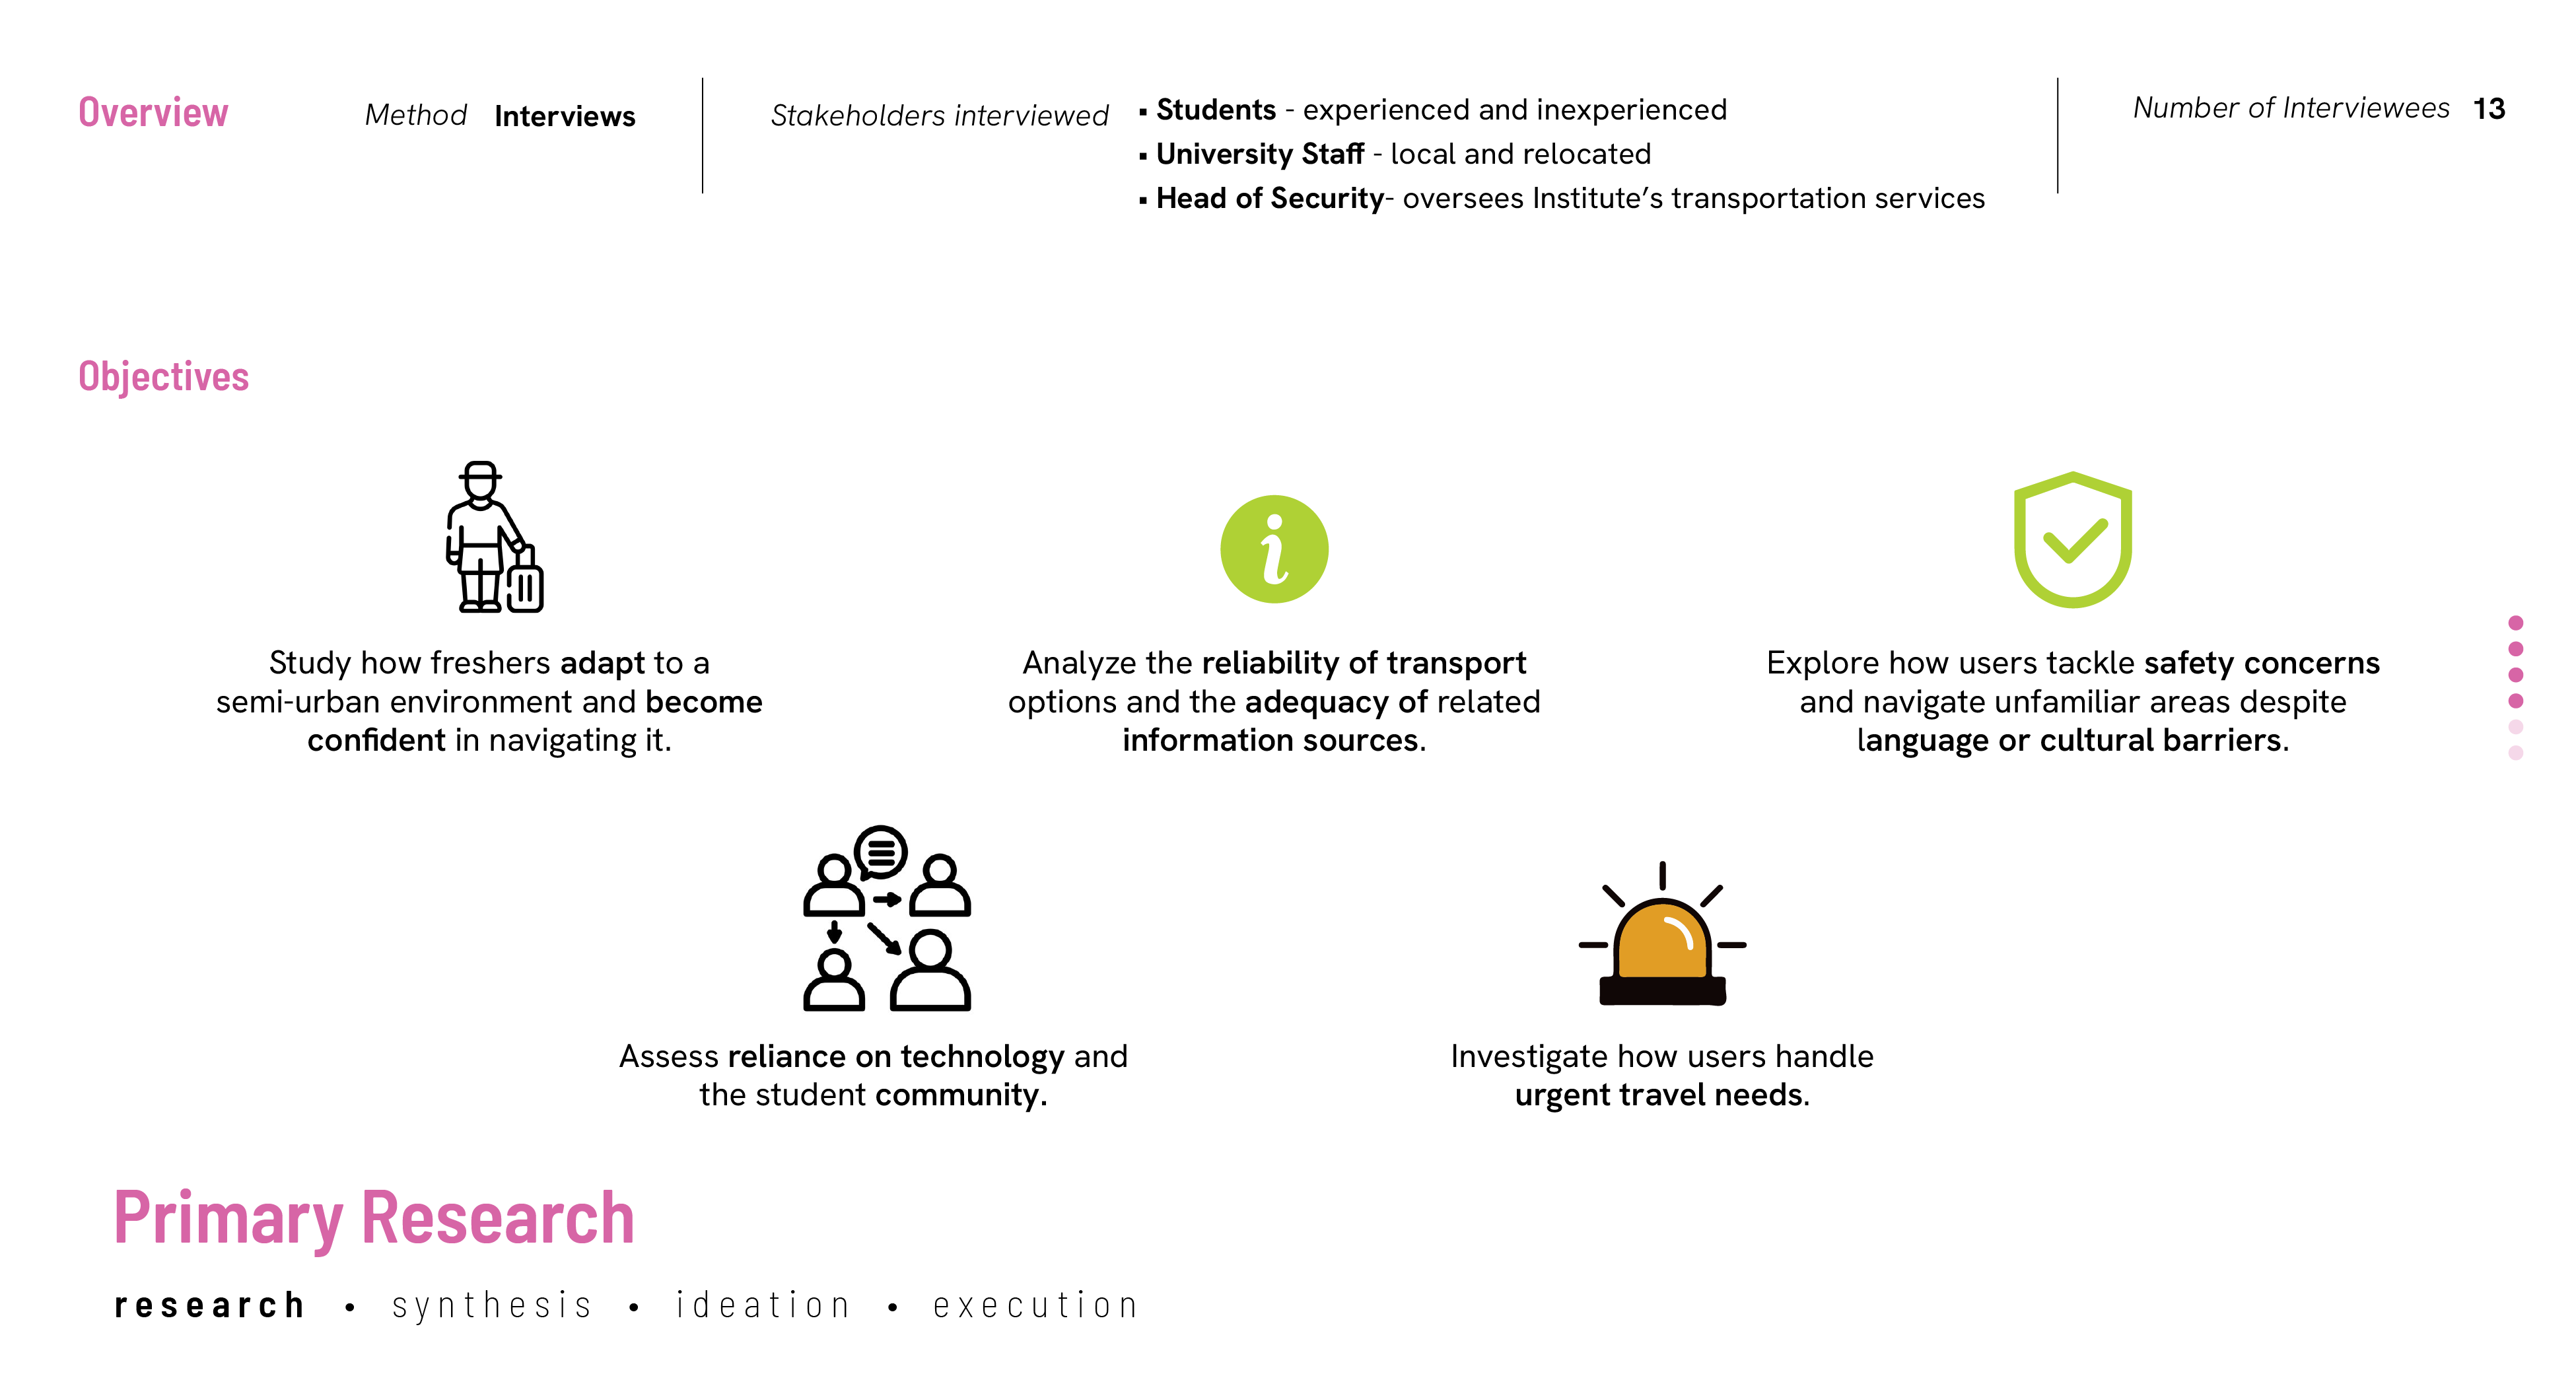 Overview
Method Interviews
Stakeholders interviewed
▪ Students - experienced and inexperienced
▪ University Staff - local and relocated
▪ Head of Security- oversees Institute’s transportation services
Number of Interviewees 13
Objectives
Study how freshers adapt to a
semi-urban environment and become
confident in navigating it.
Analyze the reliability of transport
options and the adequacy of related
information sources.
Explore how users tackle safety concerns
and navigate unfamiliar areas despite
language or cultural barriers.
Assess reliance on technology and
the student community.
Investigate how users handle
urgent travel needs.
Primary Research
research • synthesis • ideation • execution